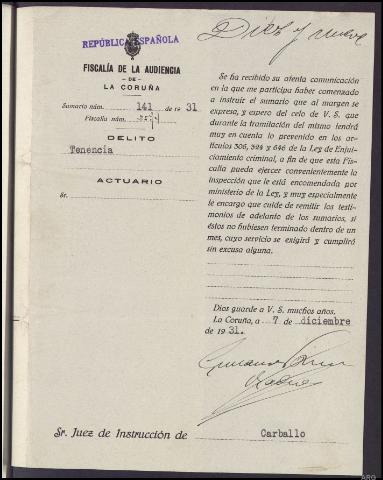 Diez y nueve
REPÚBLICA ESPAÑOLA
FISCALÍA DE LA AUDIENCIA
— DE —
LA CORUÑA
Sumario núm. 141 de 1931
Fiscalía núm.
DELITO
Tenencia
ACTUARIO
Sr.
Se ha recibido su atenta comunicación
en la que me participa haber comenzado
a instruir el sumario que al margen se
expresa, y espero del celo de V. S. que
durante la tramitación del mismo tendrá
muy en cuenta lo prevenido en los ar-
tículos 306, 324 y 646 de la Ley de Enjui-
ciamiento criminal, a fin de que esta Fis-
calía pueda ejercer convenientemente la
inspección que le está encomendada por
ministerio de la Ley, y muy especialmente
le encargo que cuide de remitir los testi-
monios de adelanto de los sumarios, si
éstos no hubiesen terminado dentro de un
mes, cuyo servicio se exigirá y cumplirá
sin excusa alguna.
Dios guarde a V. S. muchos años.
La Coruña, a 7 de diciembre
de 1931.
Sr. Juez de Instrucción de Carballo
ARG